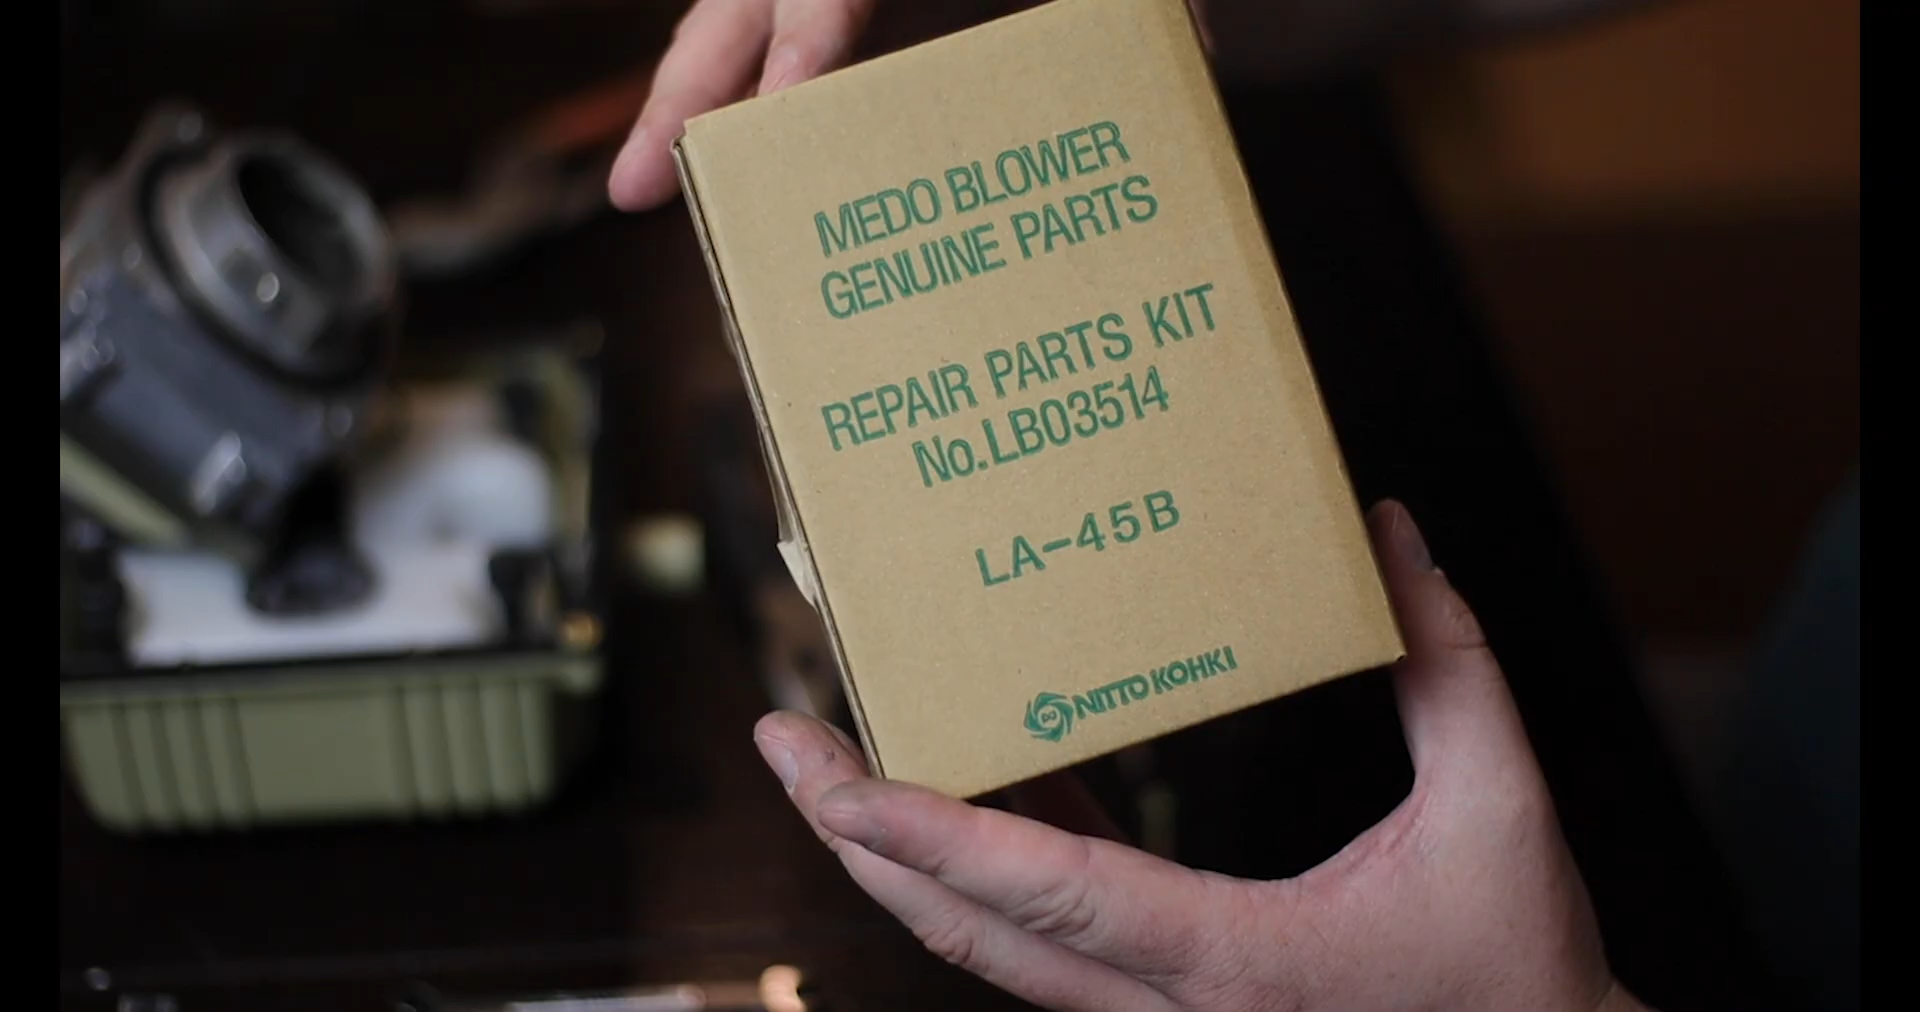 MEDO BLOWER
GENUINE PARTS
REPAIR PARTS KIT
No.LB03514
LA-45B
NITTO KOHKI